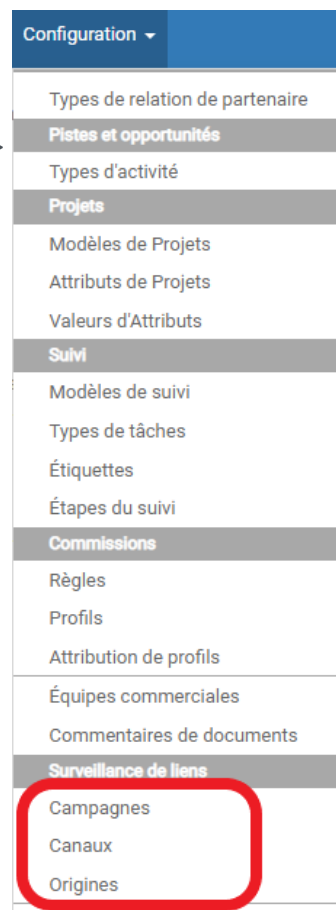 Configuration
Types de relation de partenaire
Pistes et opportunités
Types d'activité
Projets
Modèles de Projets
Attributs de Projets
Valeurs d'Attributs
Suivi
Modèles de suivi
Types de tâches
Étiquettes
Étapes du suivi
Commissions
Règles
Profils
Attribution de profils
Équipes commerciales
Commentaires de documents
Surveillance de liens
Campagnes
Canaux
Origines